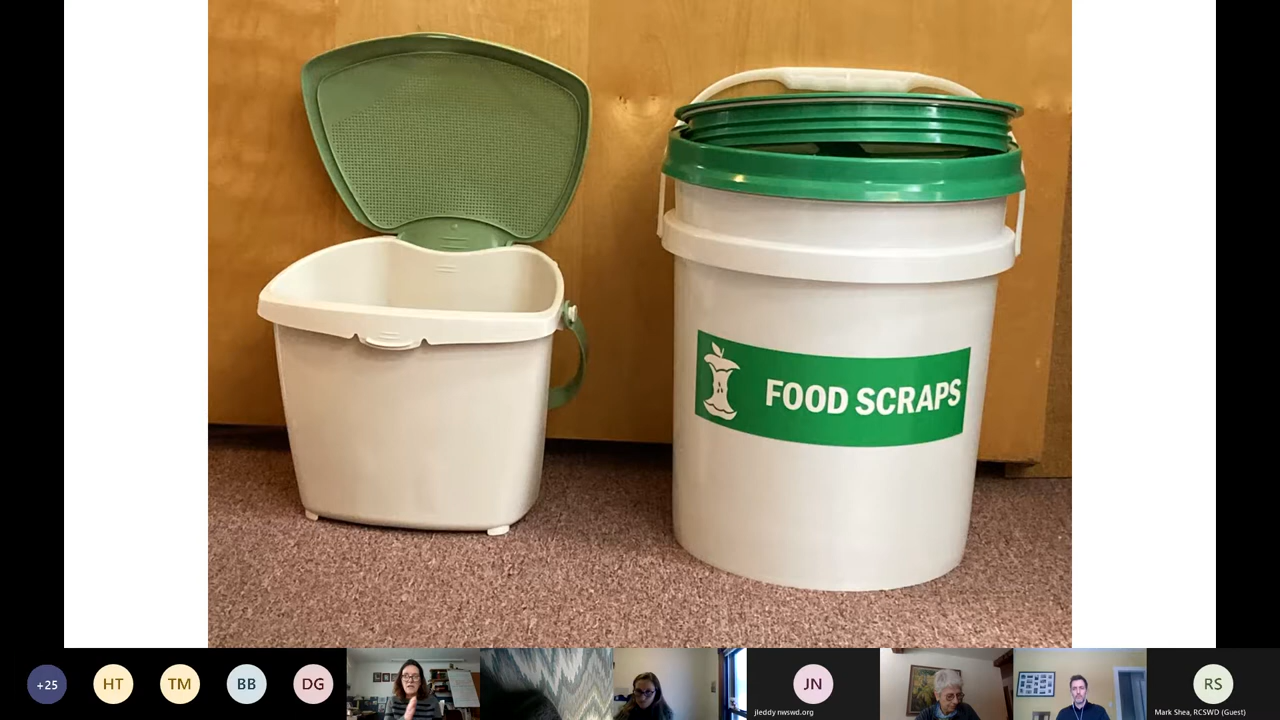 FOOD SCRAPS
+25
HT
TM
BB
DG
JN
jleddy nwswd.org
RS
Mark Shea, RCSWD (Guest)